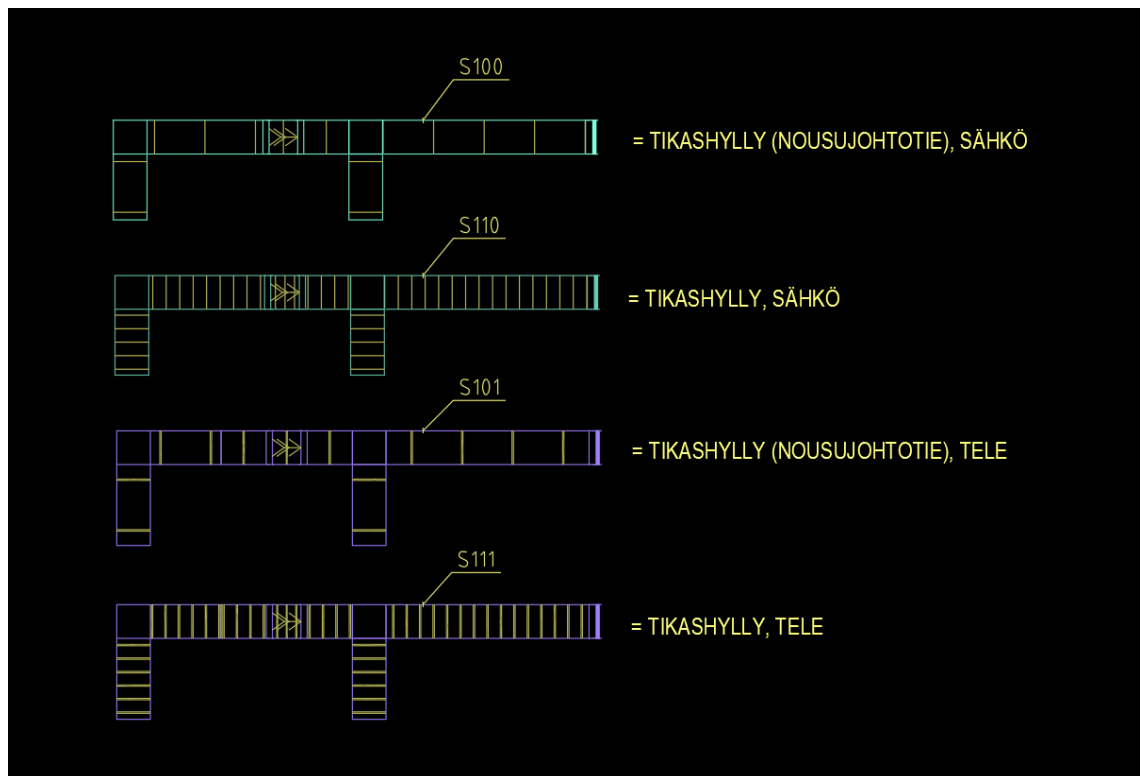 S100
= TIKASHYLLY (NOUSUJOHTOTIE), SÄHKÖ
S110
= TIKASHYLLY, SÄHKÖ
S101
= TIKASHYLLY (NOUSUJOHTOTIE), TELE
S111
= TIKASHYLLY, TELE